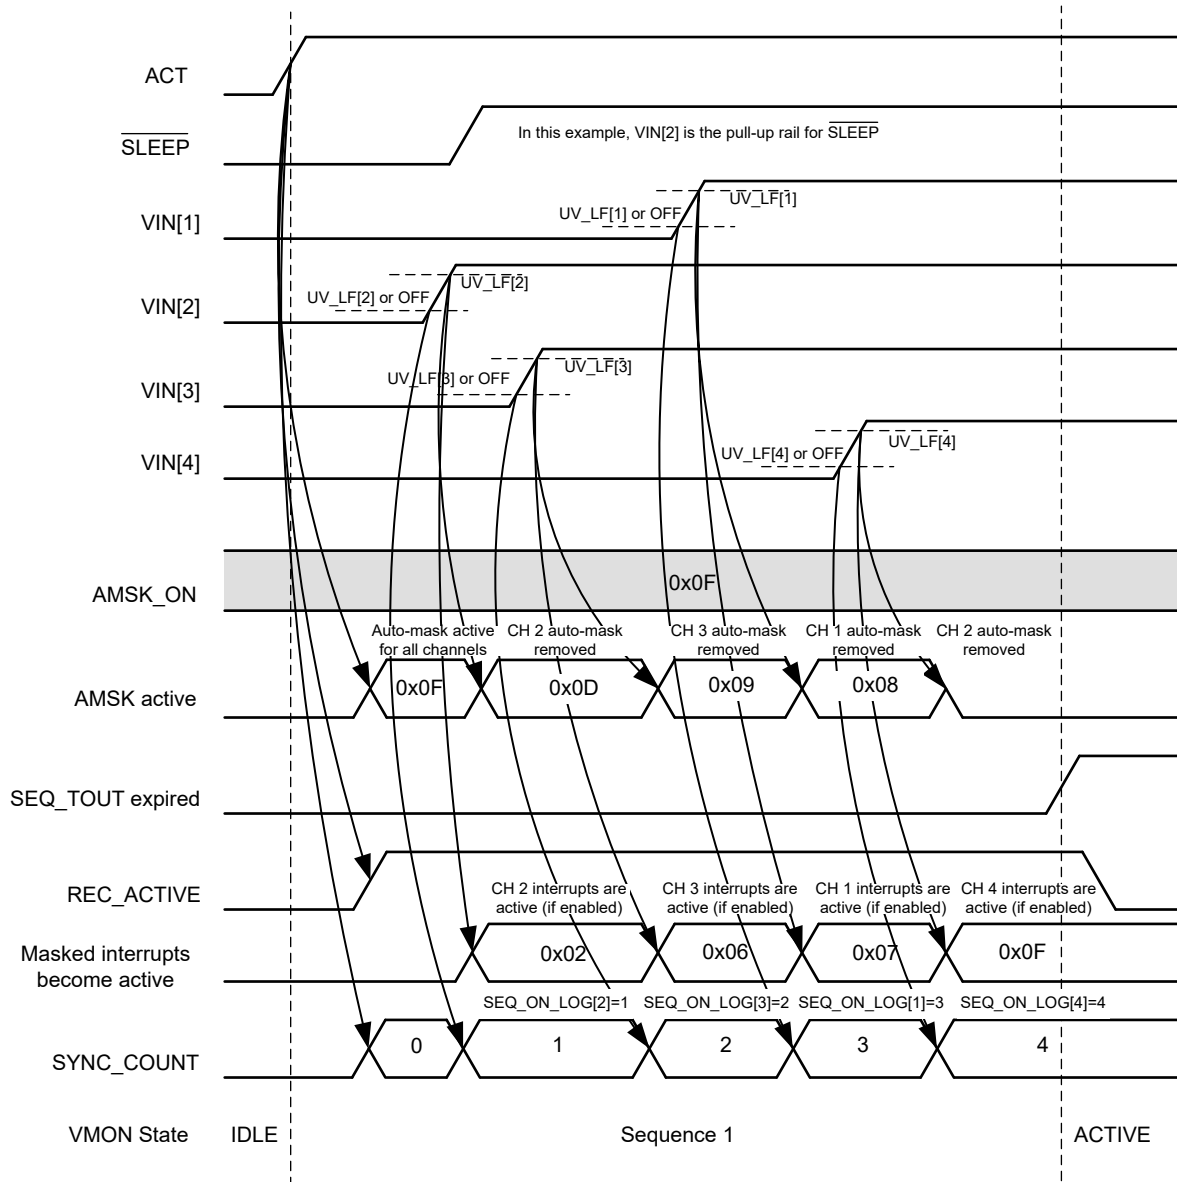 ACT
SLEEP
In this example, VIN[2] is the pull-up rail for SLEEP
VIN[1]
UV_LF[1] or OFF
UV_LF[1]
VIN[2]
UV_LF[2] or OFF
UV_LF[2]
VIN[3]
UV_LF[3] or OFF
UV_LF[3]
VIN[4]
UV_LF[4] or OFF
UV_LF[4]
AMSK_ON
0x0F
Auto-mask active
for all channels
CH 2 auto-mask
removed
CH 3 auto-mask
removed
CH 1 auto-mask
removed
CH 2 auto-mask
removed
AMSK active
0x0F
0x0D
0x09
0x08
SEQ_TOUT expired
REC_ACTIVE
CH 2 interrupts are
active (if enabled)
CH 3 interrupts are
active (if enabled)
CH 1 interrupts are
active (if enabled)
CH 4 interrupts are
active (if enabled)
Masked interrupts
become active
0x02
0x06
0x07
0x0F
SEQ_ON_LOG[2]=1
SEQ_ON_LOG[3]=2
SEQ_ON_LOG[1]=3
SEQ_ON_LOG[4]=4
SYNC_COUNT
0
1
2
3
4
VMON State
IDLE
Sequence 1
ACTIVE